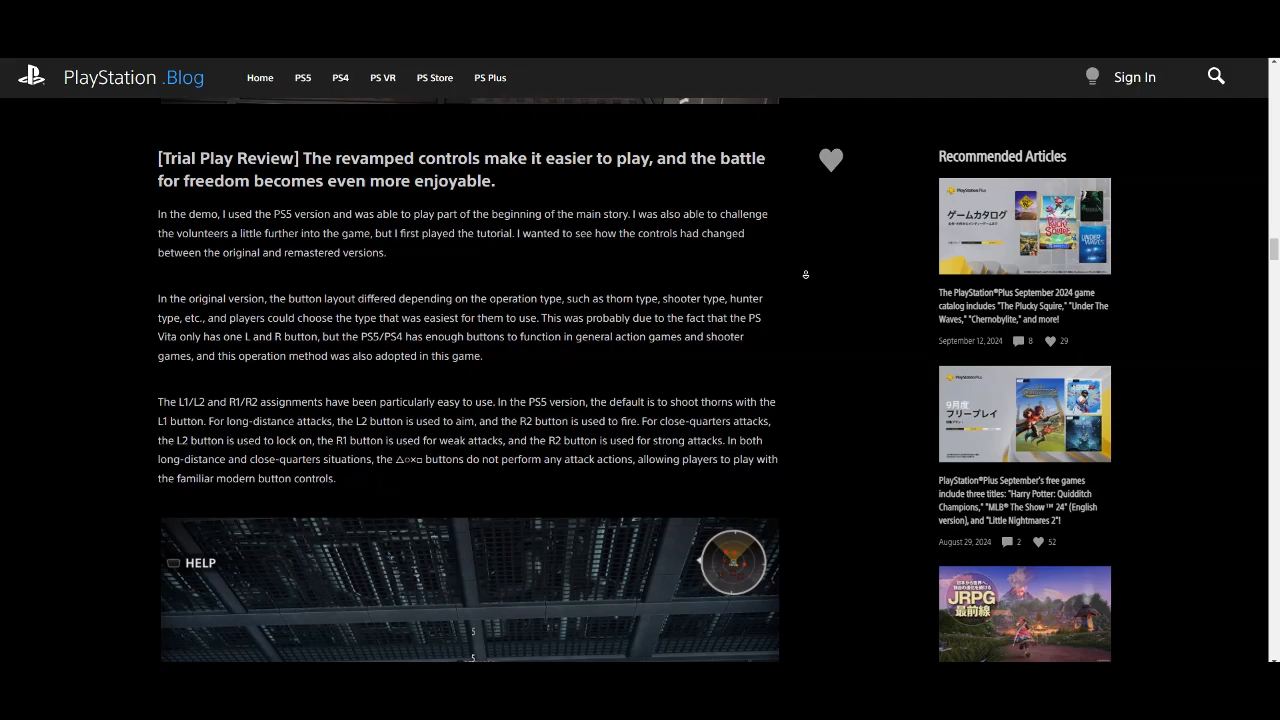 PlayStation .Blog
Home PS5 PS4 PS VR PS Store PS Plus
Sign In
[Trial Play Review] The revamped controls make it easier to play, and the battle
for freedom becomes even more enjoyable.
In the demo, I used the PS5 version and was able to play part of the beginning of the main story. I was also able to challenge
the volunteers a little further into the game, but I first played the tutorial. I wanted to see how the controls had changed
between the original and remastered versions.
In the original version, the button layout differed depending on the operation type, such as thorn type, shooter type, hunter
type, etc., and players could choose the type that was easiest for them to use. This was probably due to the fact that the PS
Vita only has one L and R button, but the PS5/PS4 has enough buttons to function in general action games and shooter
games, and this operation method was also adopted in this game.
The L1/L2 and R1/R2 assignments have been particularly easy to use. In the PS5 version, the default is to shoot thorns with the
L1 button. For long-distance attacks, the L2 button is used to aim, and the R2 button is used to fire. For close-quarters attacks,
the L2 button is used to lock on, the R1 button is used for weak attacks, and the R2 button is used for strong attacks. In both
long-distance and close-quarters situations, the △○×□ buttons do not perform any attack actions, allowing players to play with
the familiar modern button controls.
HELP
5
5
Recommended Articles
PlayStation Plus
ゲームカタログ
UNDER
WAVES
The PlayStation®Plus September 2024 game
catalog includes "The Plucky Squire," "Under The
Waves," "Chernobylite," and more!
September 12, 2024 8 29
PlayStation Plus
9月度
フリープレイ
PlayStation®Plus September's free games
include three titles: "Harry Potter: Quidditch
Champions," "MLB® The Show ™ 24" (English
version), and "Little Nightmares 2"!
August 29, 2024 2 52
日本から世界へ
JRPG
最前線